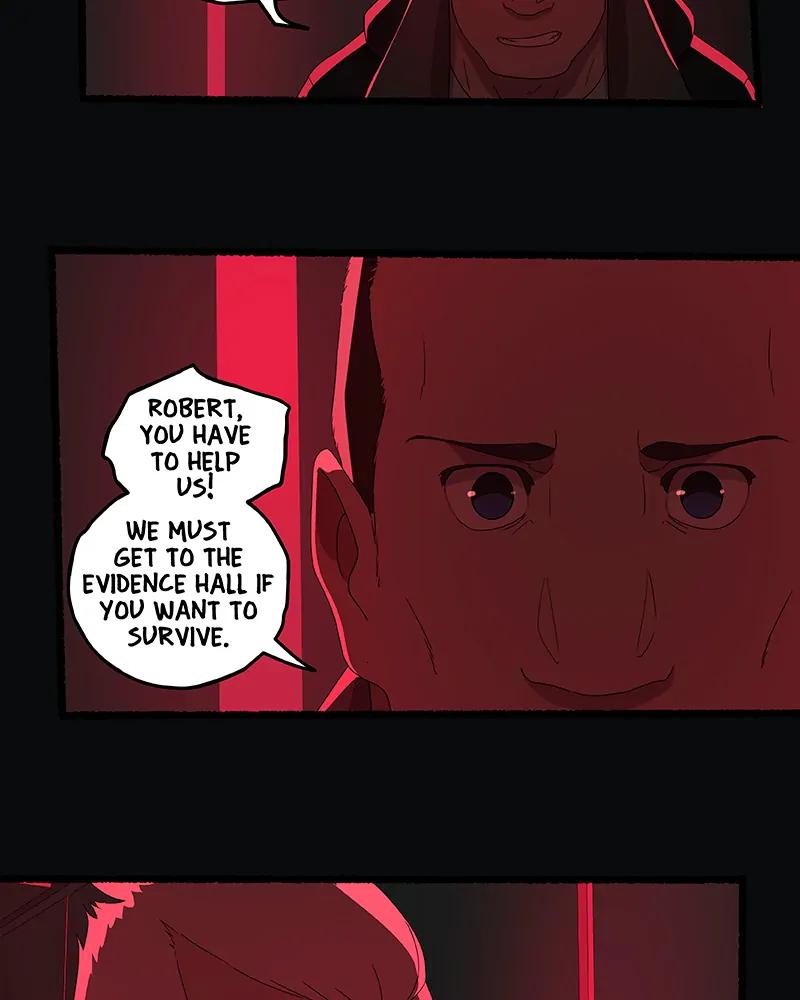 ROBERT,
YOU HAVE
TO HELP
US!
WE MUST
GET TO THE
EVIDENCE HALL IF
YOU WANT TO
SURVIVE.